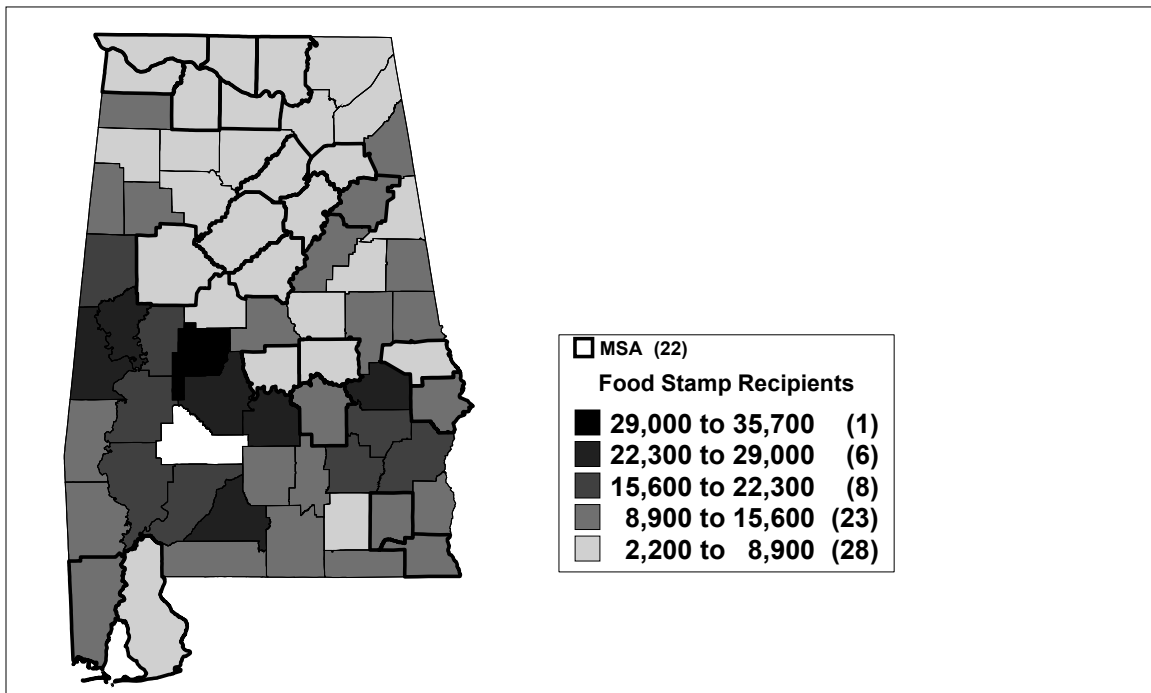 MSA (22)
Food Stamp Recipients
29,000 to 35,700 (1)
22,300 to 29,000 (6)
15,600 to 22,300 (8)
8,900 to 15,600 (23)
2,200 to 8,900 (28)